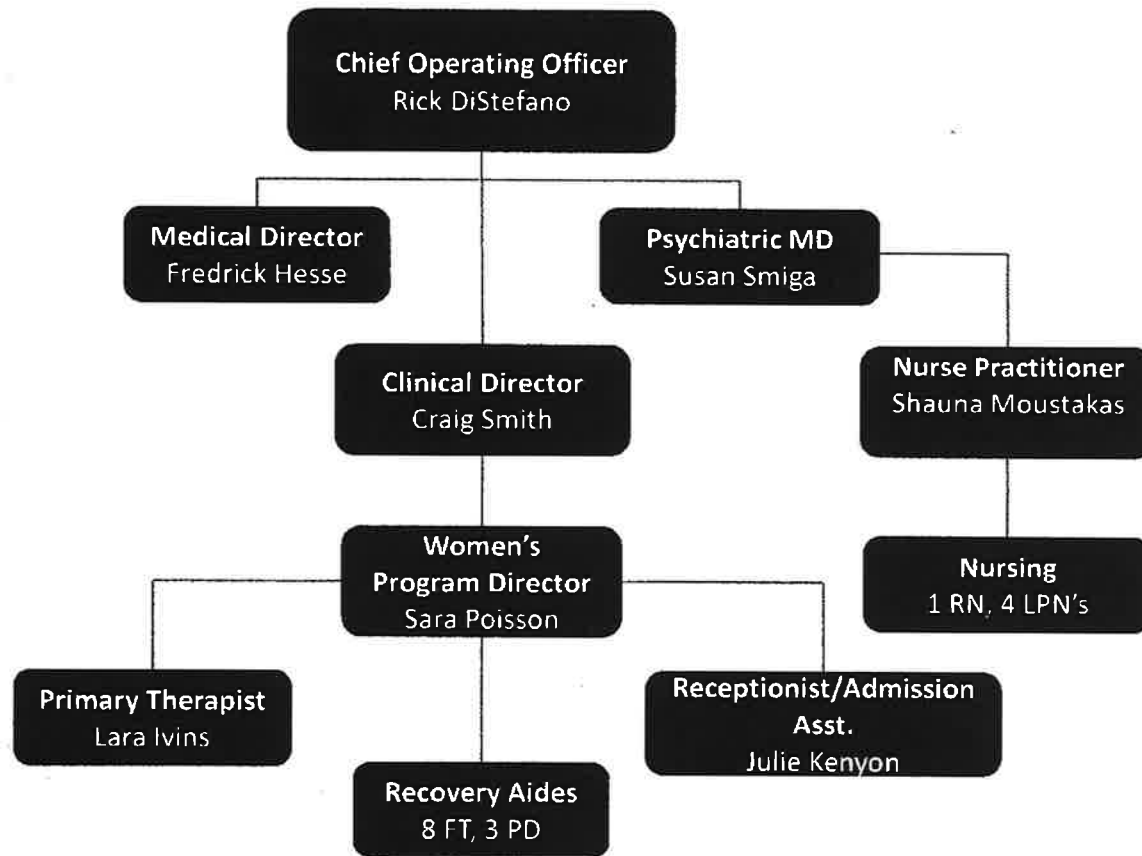 Chief Operating Officer
Rick DiStefano
Medical Director
Fredrick Hesse
Psychiatric MD
Susan Smiga
Clinical Director
Craig Smith
Nurse Practitioner
Shauna Moustakas
Women's
Program Director
Sara Poisson
Nursing
1 RN, 4 LPN's
Primary Therapist
Lara Ivins
Receptionist/Admission
Asst.
Julie Kenyon
Recovery Aides
8 FT, 3 PD